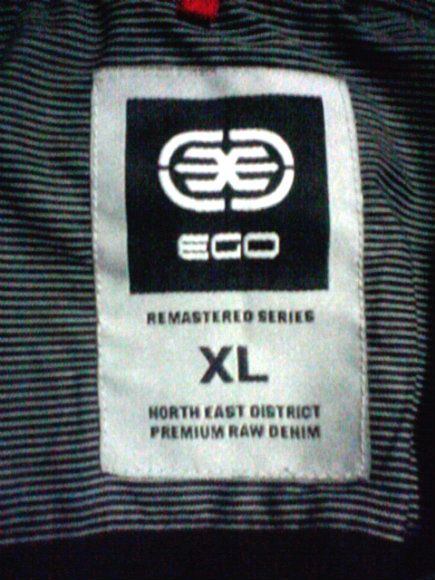 EGO
REMASTERED SERIES
XL
NORTH EAST DISTRICT
PREMIUM RAW DENIM